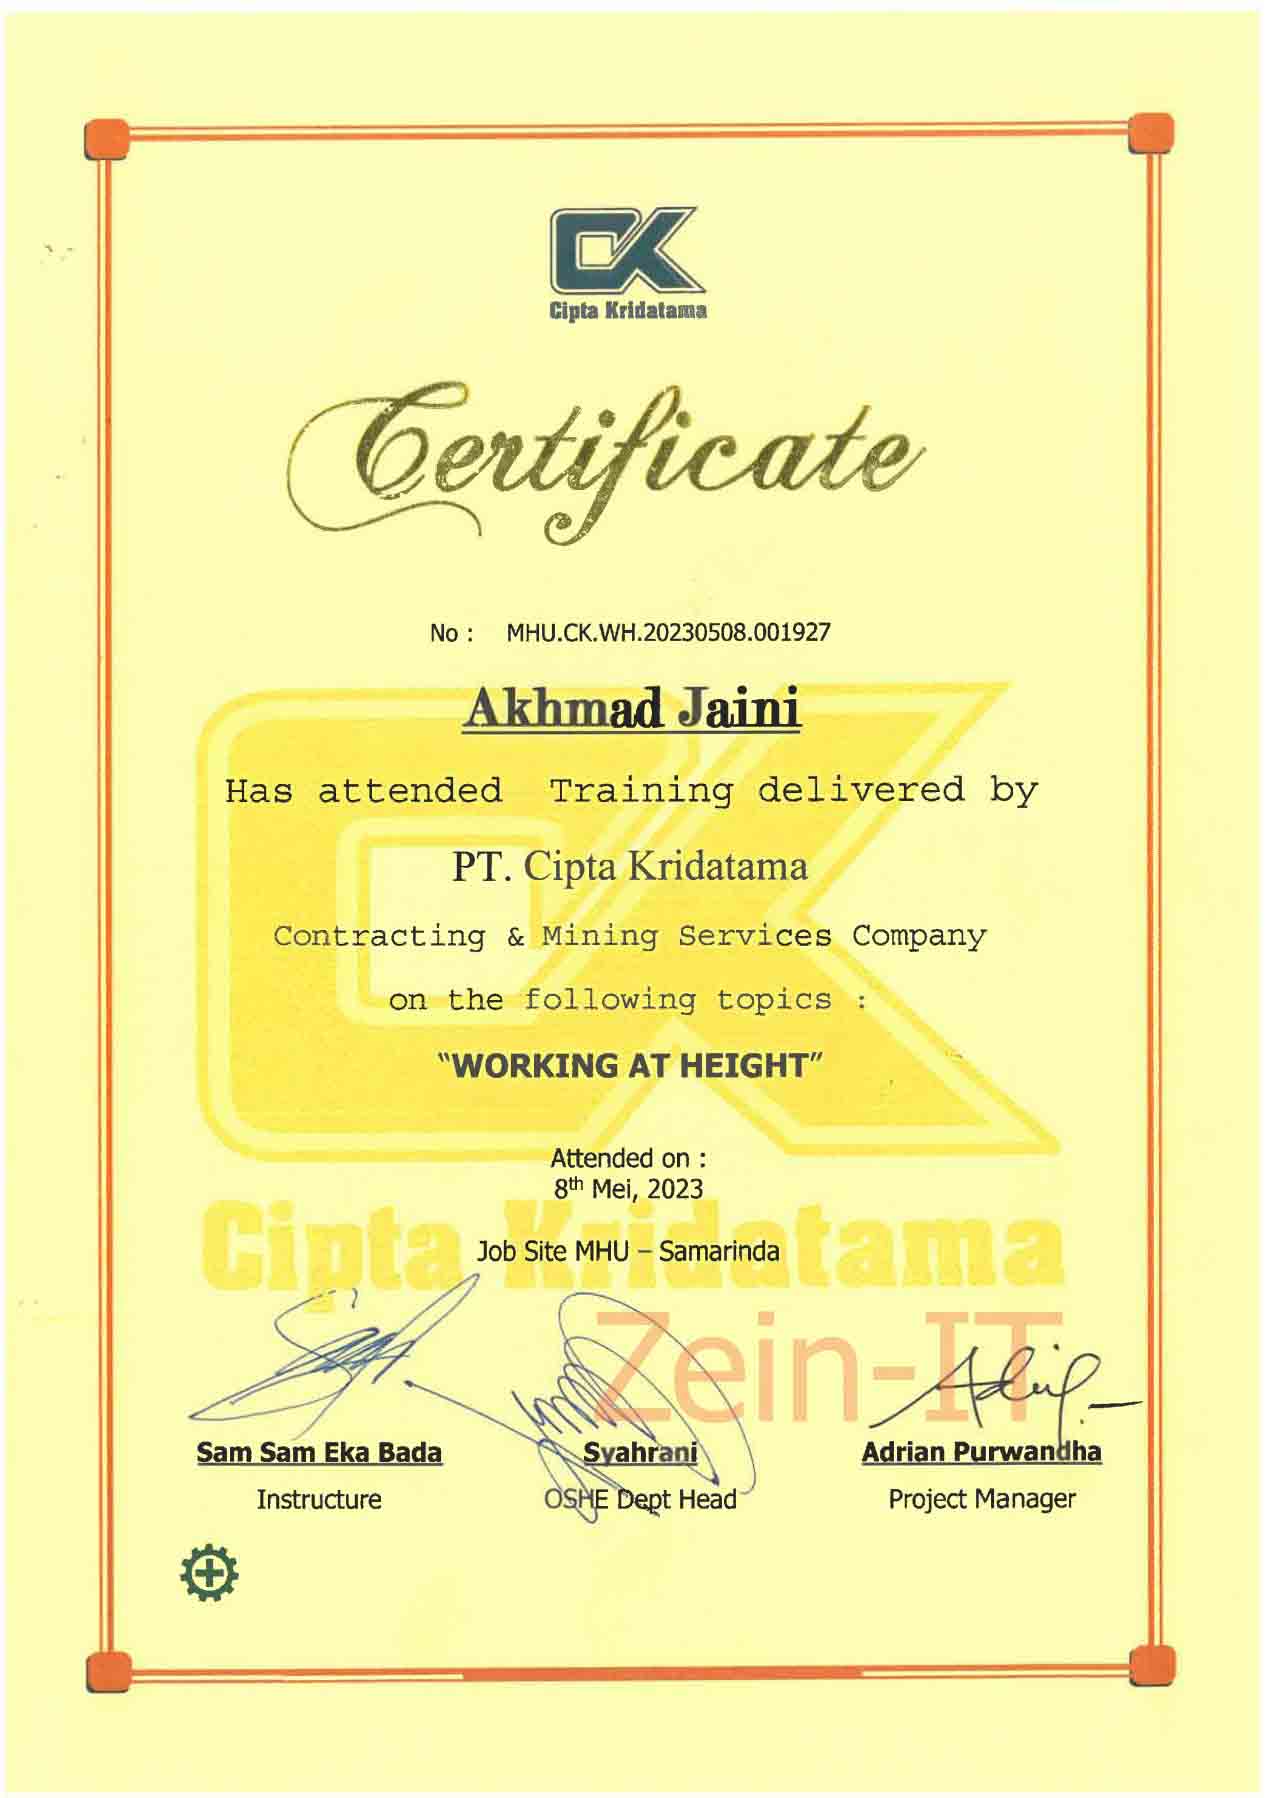 CK
Cipta Kridatama
Certificate
No : MHU.CK.WH.20230508.001927
Akhmad Jaini
Has attended Training delivered by
PT. Cipta Kridatama
Contracting & Mining Services Company
on the following topics :
“WORKING AT HEIGHT”
Attended on :
8th Mei, 2023
Cipta Kridatama
Job Site MHU – Samarinda
Zein-IT
Sam Sam Eka Bada Syahrani Adrian Purwandha
Instructure OSHE Dept Head Project Manager